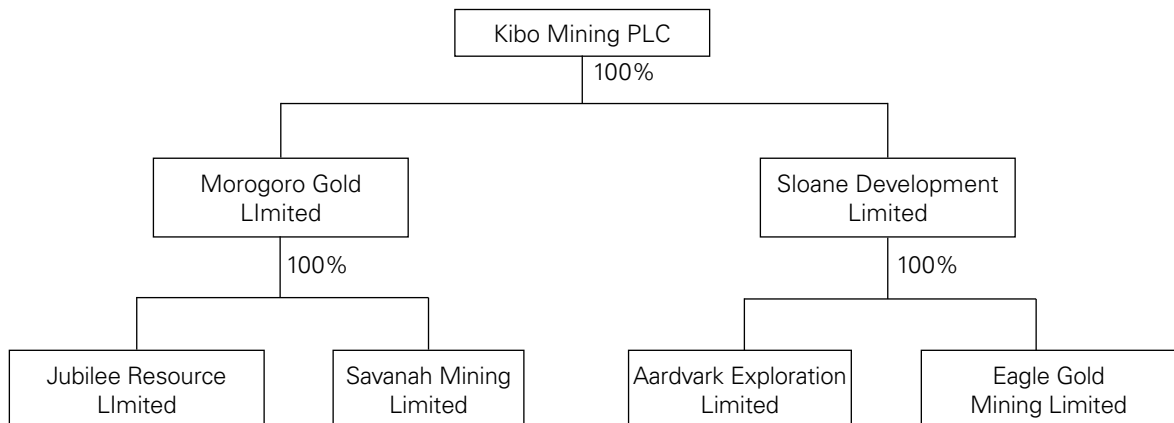 Kibo Mining PLC
100%
Morogoro Gold
LImited
Sloane Development
Limited
100%
100%
Jubilee Resource
LImited
Savanah Mining
Limited
Aardvark Exploration
Limited
Eagle Gold
Mining Limited